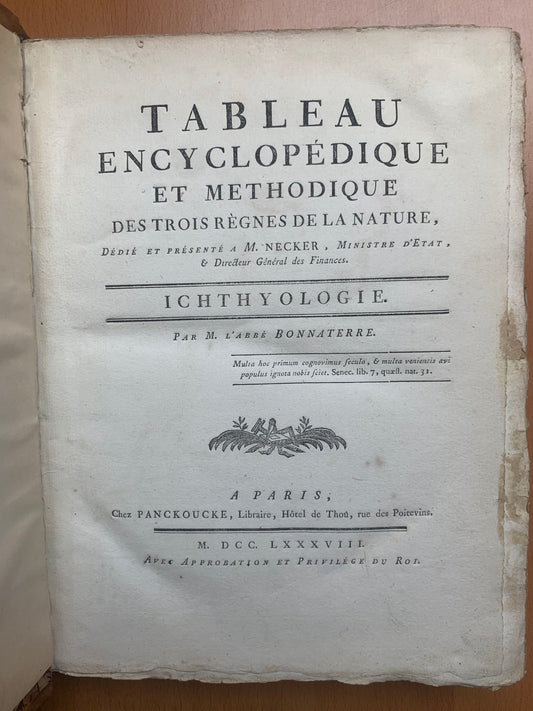 TABLEAU
ENCYCLOPÉDIQUE
ET METHODIQUE
DES TROIS RÈGNES DE LA NATURE,
DÉDIÉ ET PRÉSENTÉ A M. NECKER, MINISTRE D'ETAT,
& Directeur Général des Finances.
ICHTHYOLOGIE.
PAR M. L'ABBÉ BONNATERRE.
Multa hoc primum cognovimus seculo, & multa venientis ævi
populus ignota nobis sciet. Senec. lib. 7, quæst. nat. 31.
A PARIS,
Chez PANCKOUCKE, Libraire, Hôtel de Thoû, rue des Poitevins.
M. DCC. LXXXVIII.
AVEC APPROBATION ET PRIVILÉGE DU ROI.